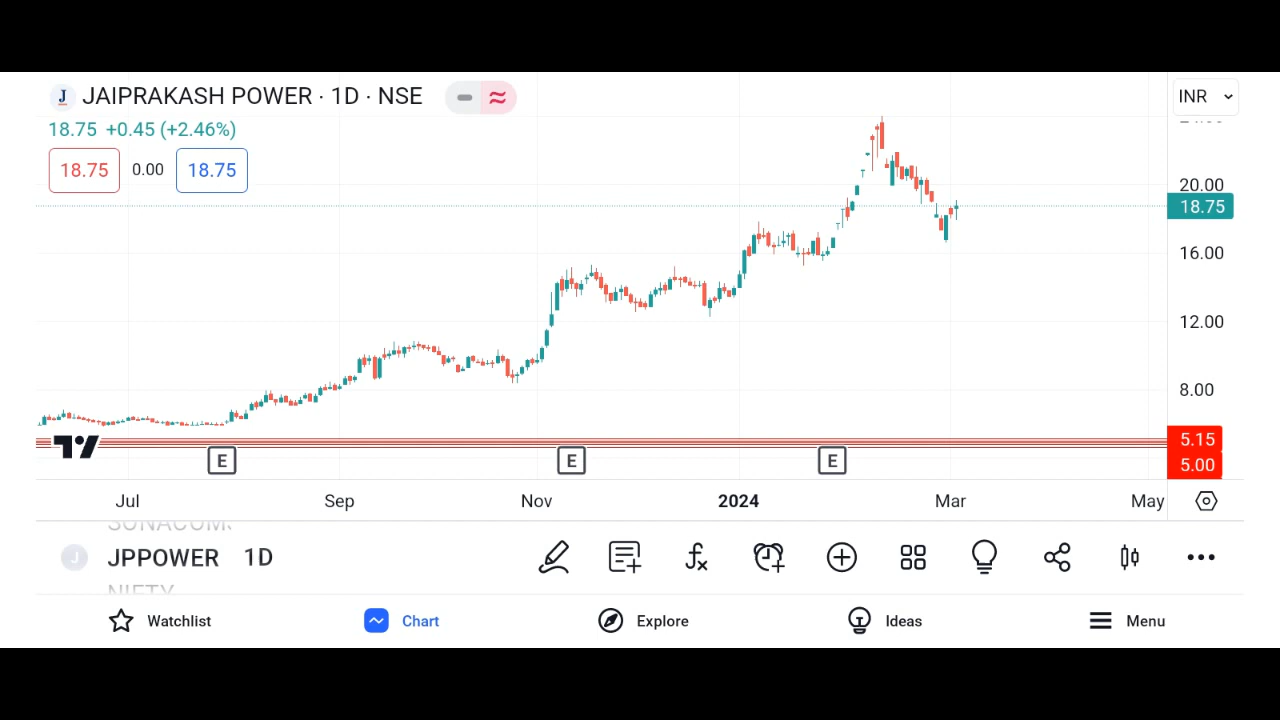 J JAIPRAKASH POWER · 1D · NSE
INR
18.75 +0.45 (+2.46%)
18.75 0.00 18.75
20.00
18.75
16.00
12.00
8.00
5.15
5.00
E E E
Jul Sep Nov 2024 Mar May
J JPPOWER 1D
NIFTY
Watchlist Chart Explore Ideas Menu